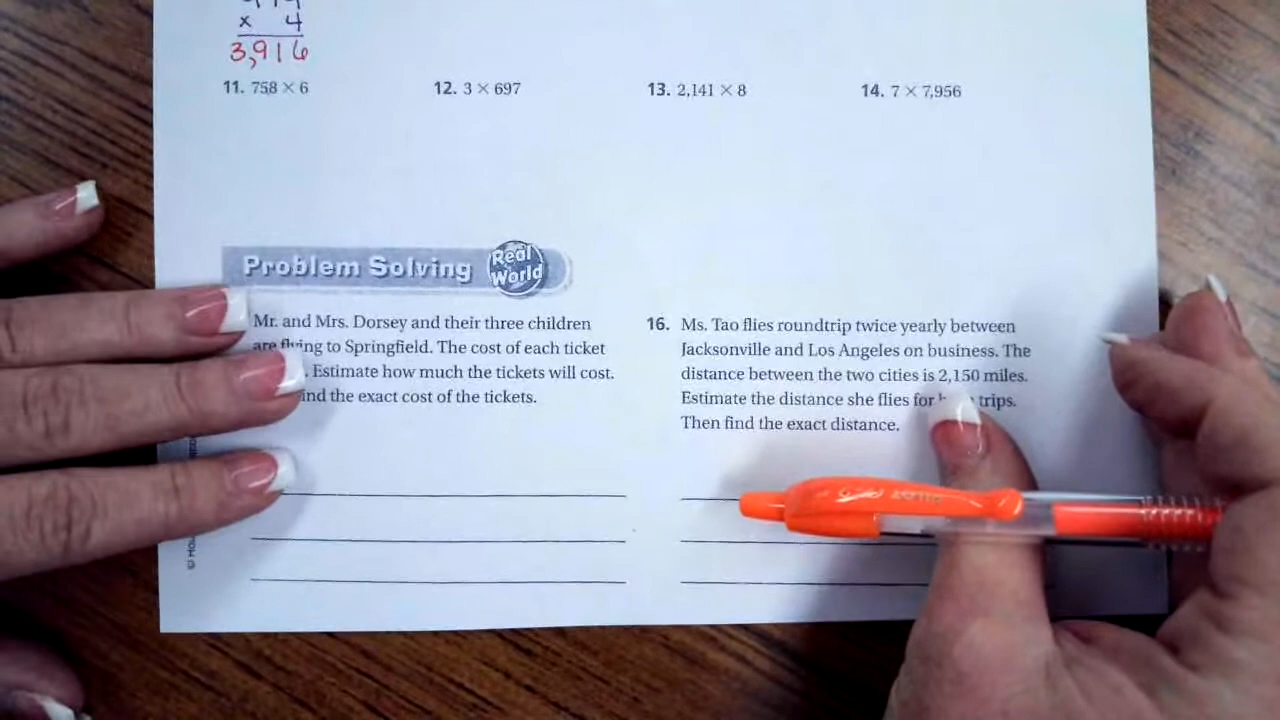 x 4
3,916
11. 758 × 6 12. 3 × 697 13. 2,141 × 8 14. 7 × 7,956
Problem Solving Real World
Mr. and Mrs. Dorsey and their three children
are flying to Springfield. The cost of each ticket
. Estimate how much the tickets will cost.
the exact cost of the tickets.
16. Ms. Tao flies roundtrip twice yearly between
Jacksonville and Los Angeles on business. The
distance between the two cities is 2,150 miles.
Estimate the distance she flies for trips.
Then find the exact distance.